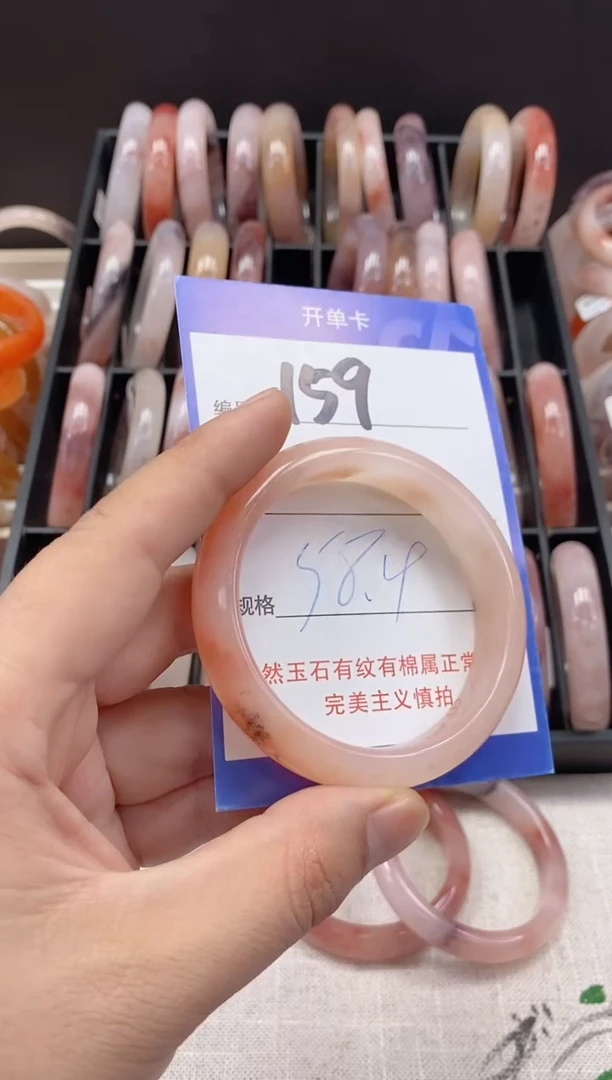 开单卡
159
规格 58.4
然玉石有纹有棉属正常
完美主义慎拍